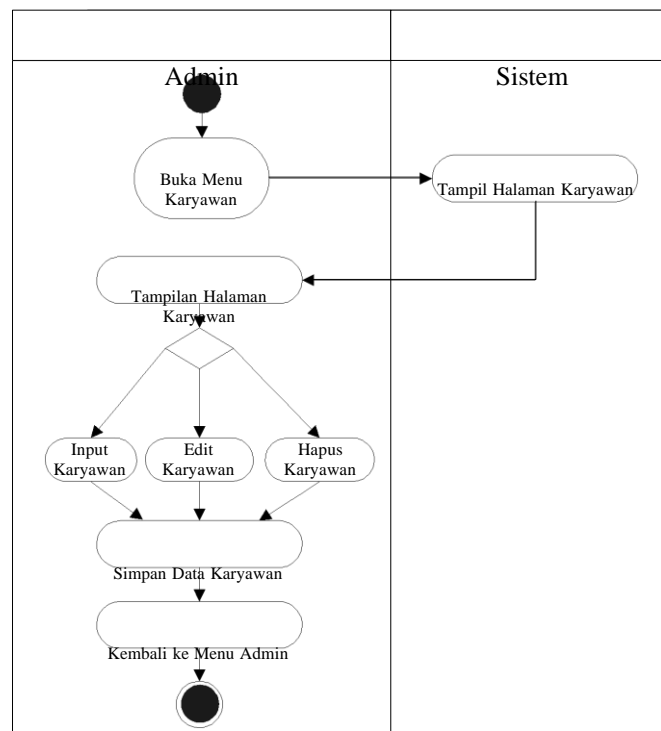 Admin
Sistem
Buka Menu
Karyawan
Tampil Halaman Karyawan
Tampilan Halaman
Karyawan
Input
Karyawan
Edit
Karyawan
Hapus
Karyawan
Simpan Data Karyawan
Kembali ke Menu Admin